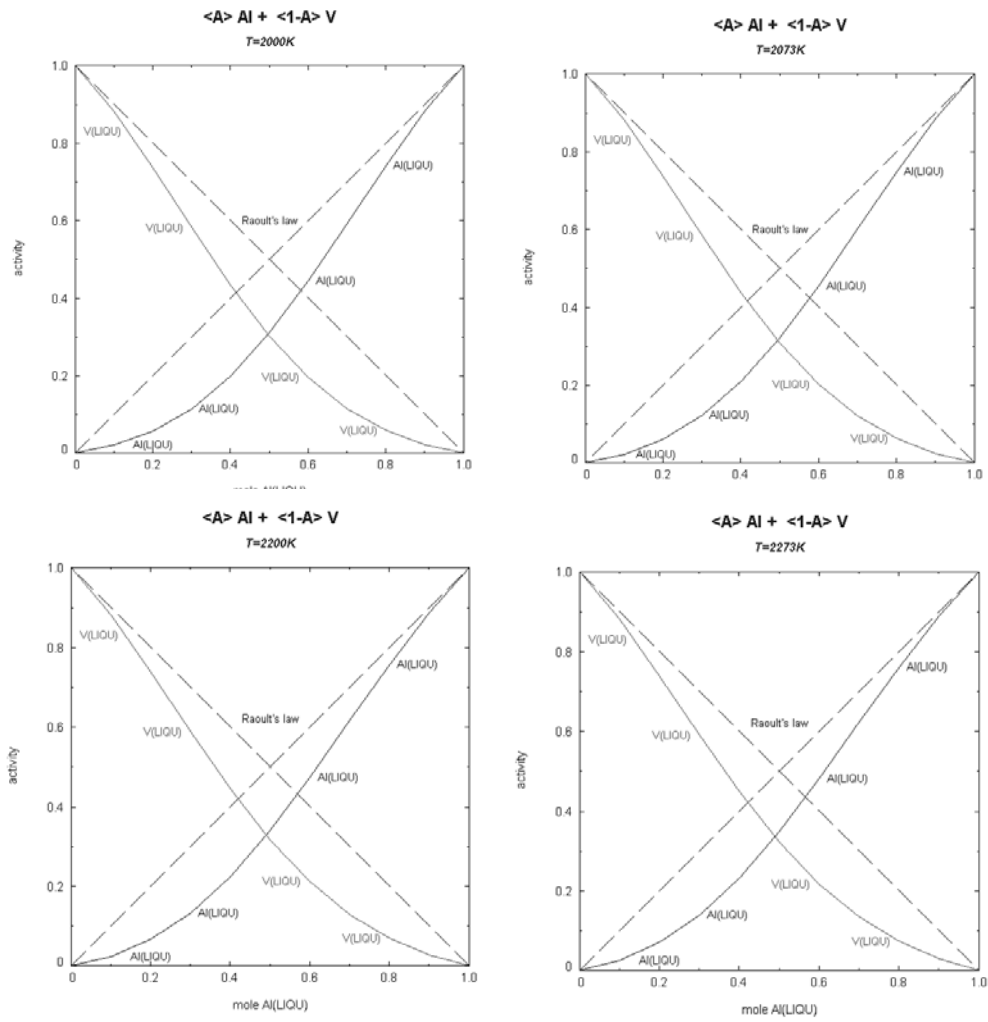 <A> Al + <1-A> V
T=2000K
1.0
0.8
0.6
0.4
0.2
0
activity
V(LIQU)
Al(LIQU)
V(LIQU)
Raoult's law
Al(LIQU)
V(LIQU)
Al(LIQU)
V(LIQU)
Al(LIQU)
0 0.2 0.4 0.6 0.8 1.0
mole Al(LIQU)
<A> Al + <1-A> V
T=2073K
1.0
0.8
0.6
0.4
0.2
0
activity
V(LIQU)
Al(LIQU)
V(LIQU)
Raoult's law
Al(LIQU)
V(LIQU)
Al(LIQU)
V(LIQU)
Al(LIQU)
0 0.2 0.4 0.6 0.8 1.0
<A> Al + <1-A> V
T=2200K
1.0
0.8
0.6
0.4
0.2
0
activity
V(LIQU)
Al(LIQU)
V(LIQU)
Raoult's law
Al(LIQU)
V(LIQU)
Al(LIQU)
V(LIQU)
Al(LIQU)
0 0.2 0.4 0.6 0.8 1.0
mole Al(LIQU)
<A> Al + <1-A> V
T=2273K
1.0
0.8
0.6
0.4
0.2
0
activity
V(LIQU)
Al(LIQU)
V(LIQU)
Raoult's law
Al(LIQU)
V(LIQU)
Al(LIQU)
V(LIQU)
Al(LIQU)
0 0.2 0.4 0.6 0.8 1.0
mole Al(LIQU)